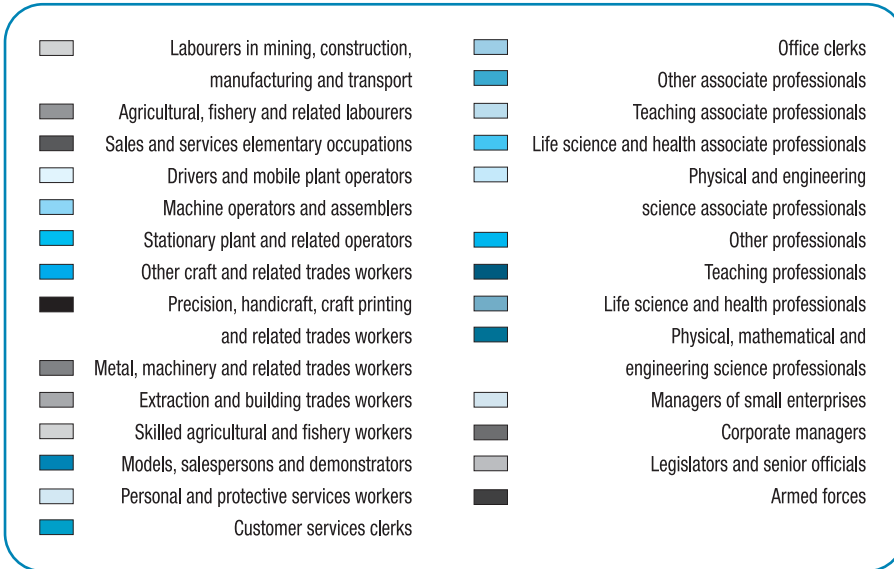 Labourers in mining, construction,
manufacturing and transport
Agricultural, fishery and related labourers
Sales and services elementary occupations
Drivers and mobile plant operators
Machine operators and assemblers
Stationary plant and related operators
Other craft and related trades workers
Precision, handicraft, craft printing
and related trades workers
Metal, machinery and related trades workers
Extraction and building trades workers
Skilled agricultural and fishery workers
Models, salespersons and demonstrators
Personal and protective services workers
Customer services clerks
Office clerks
Other associate professionals
Teaching associate professionals
Life science and health associate professionals
Physical and engineering
science associate professionals
Other professionals
Teaching professionals
Life science and health professionals
Physical, mathematical and
engineering science professionals
Managers of small enterprises
Corporate managers
Legislators and senior officials
Armed forces